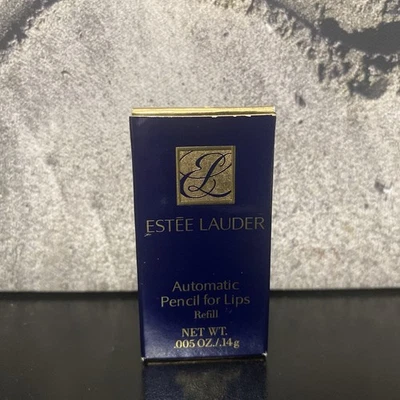 EL
ESTĒE LAUDER
Automatic
Pencil for Lips
Refill
NET WT.
.005 OZ./.14g